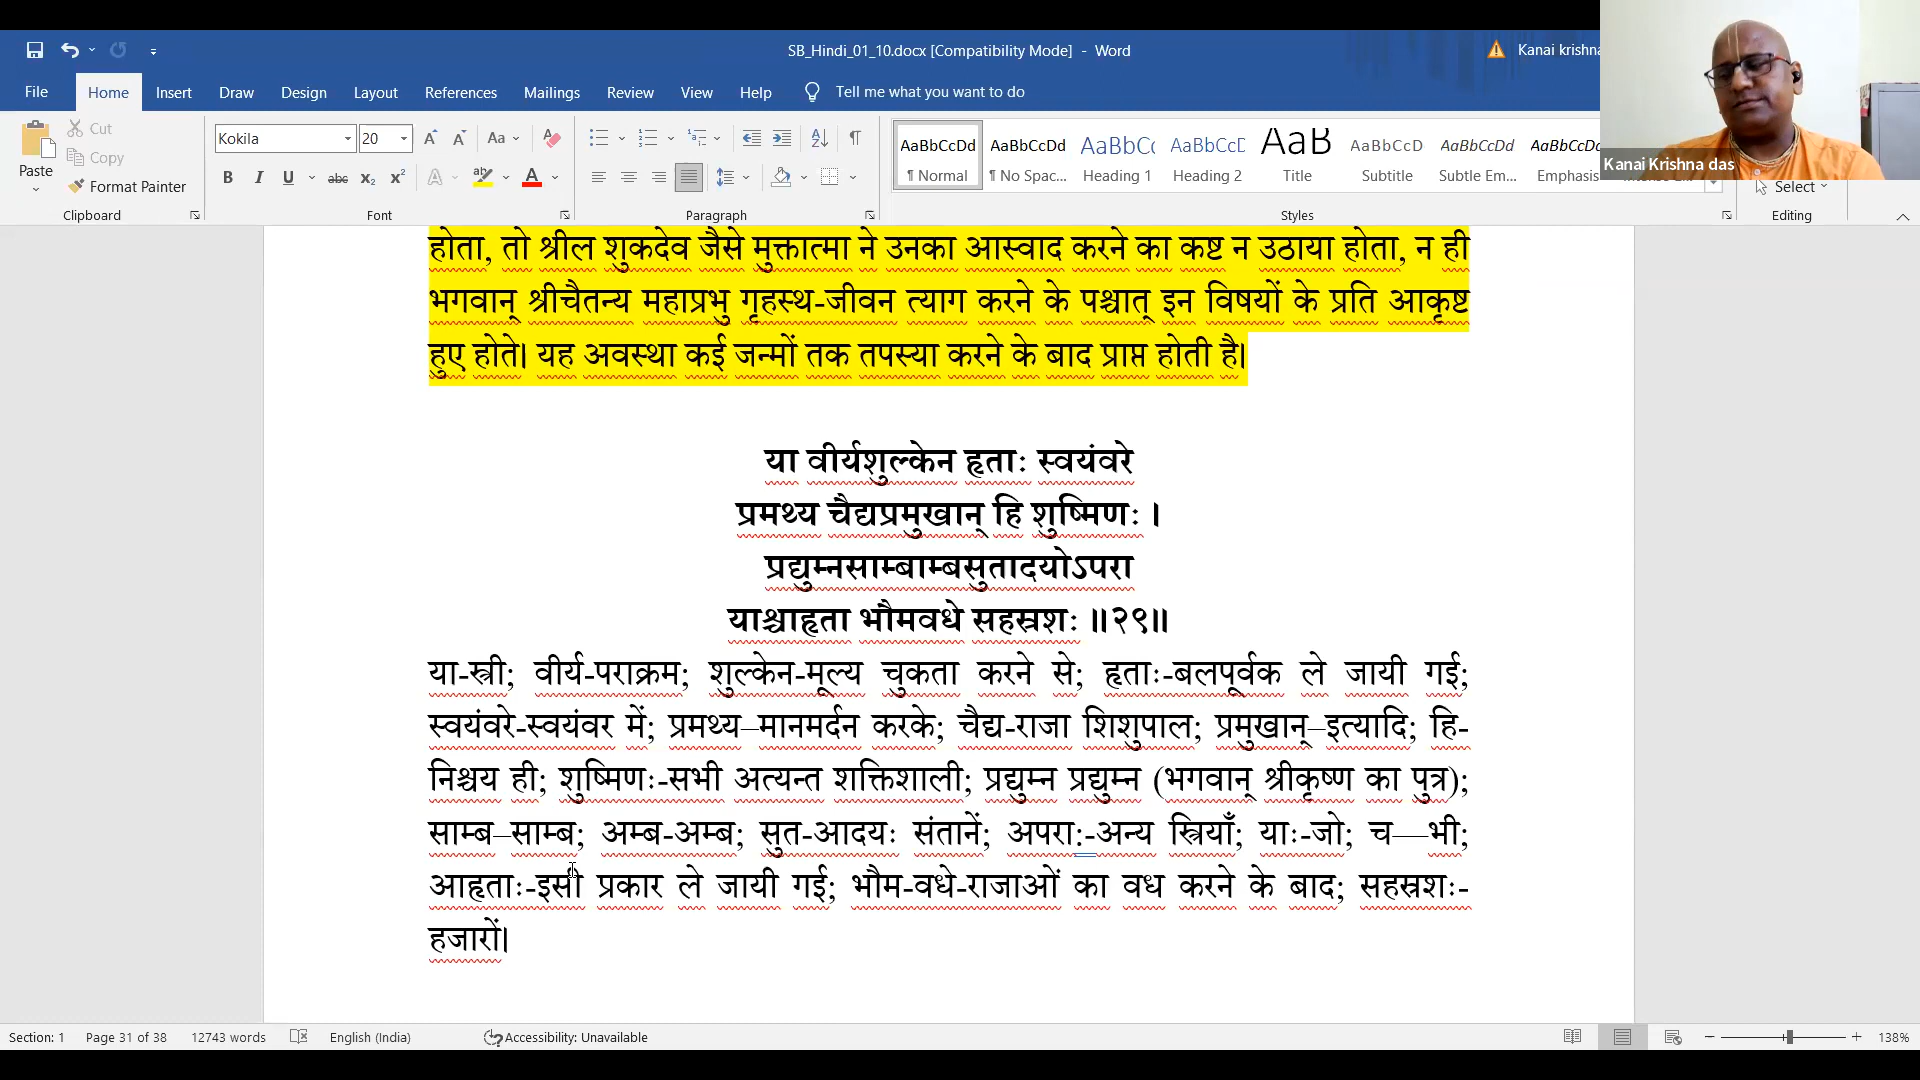 SB_Hindi_01_10.docx [Compatibility Mode] - Word
Kanai krishna
File Home Insert Draw Design Layout References Mailings Review View Help Tell me what you want to do
Paste
Cut
Copy
Format Painter
Clipboard
Kokila 20
Font
Paragraph
AaBbCcDd AaBbCcDd AaBbCc AaBbCcC AaB AaBbCcD AaBbCcDd AaBbCcDd
¶ Normal ¶ No Spac... Heading 1 Heading 2 Title Subtitle Subtle Em... Emphasis
Styles
Kanai Krishna das
Select
Editing
होता, तो श्रील शुकदेव जैसे मुक्तात्मा ने उनका आस्वाद करने का कष्ट न उठाया होता, न ही
भगवान् श्रीचैतन्य महाप्रभु गृहस्थ-जीवन त्याग करने के पश्चात् इन विषयों के प्रति आकृष्ट
हुए होते। यह अवस्था कई जन्मों तक तपस्या करने के बाद प्राप्त होती है।
या वीर्यशुल्केन हृताः स्वयंवरे
प्रमथ्य चैद्यप्रमुखान् हि शुष्मिणः ।
प्रद्युम्नसाम्बाम्बसुतादयोऽपरा
याश्चाहृता भौमवधे सहस्रशः ॥२९॥
या-स्त्री; वीर्य-पराक्रम; शुल्केन-मूल्य चुकता करने से; हृताः-बलपूर्वक ले जायी गई;
स्वयंवरे-स्वयंवर में; प्रमथ्य–मानमर्दन करके; चैद्य-राजा शिशुपाल; प्रमुखान्–इत्यादि; हि-
निश्चय ही; शुष्मिणः-सभी अत्यन्त शक्तिशाली; प्रद्युम्न प्रद्युम्न (भगवान् श्रीकृष्ण का पुत्र);
साम्ब–साम्ब; अम्ब-अम्ब; सुत-आदयः संतानें; अपरा:-अन्य स्त्रियाँ; याः-जो; च—भी;
आहृताः-इसी प्रकार ले जायी गई; भौम-वधे-राजाओं का वध करने के बाद; सहस्रशः-
हजारों।
Section: 1 Page 31 of 38 12743 words English (India) Accessibility: Unavailable 138%